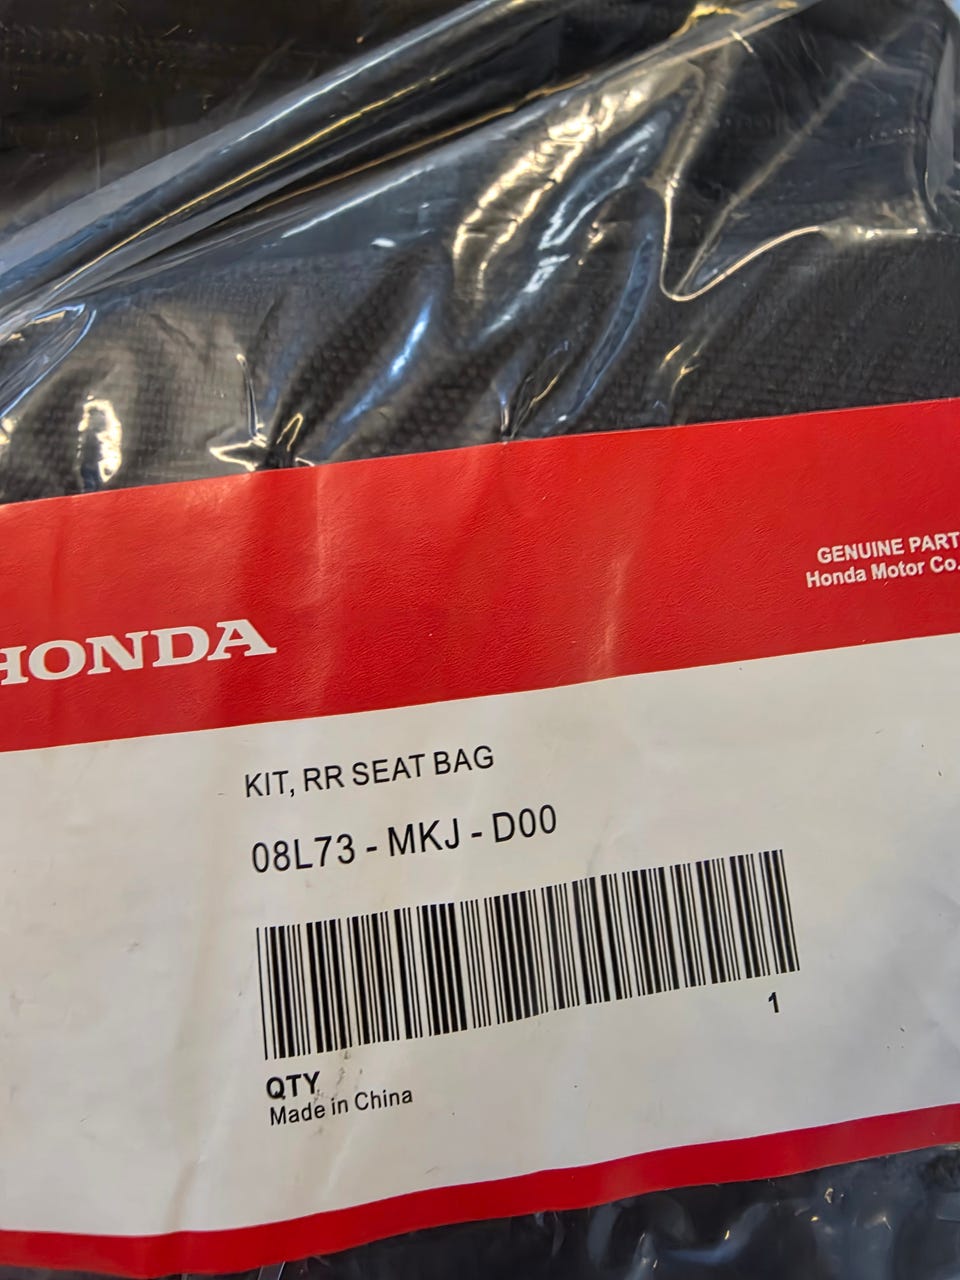 GENUINE PART
Honda Motor Co.
HONDA
KIT, RR SEAT BAG
08L73 - MKJ - D00
1
QTY
Made in China